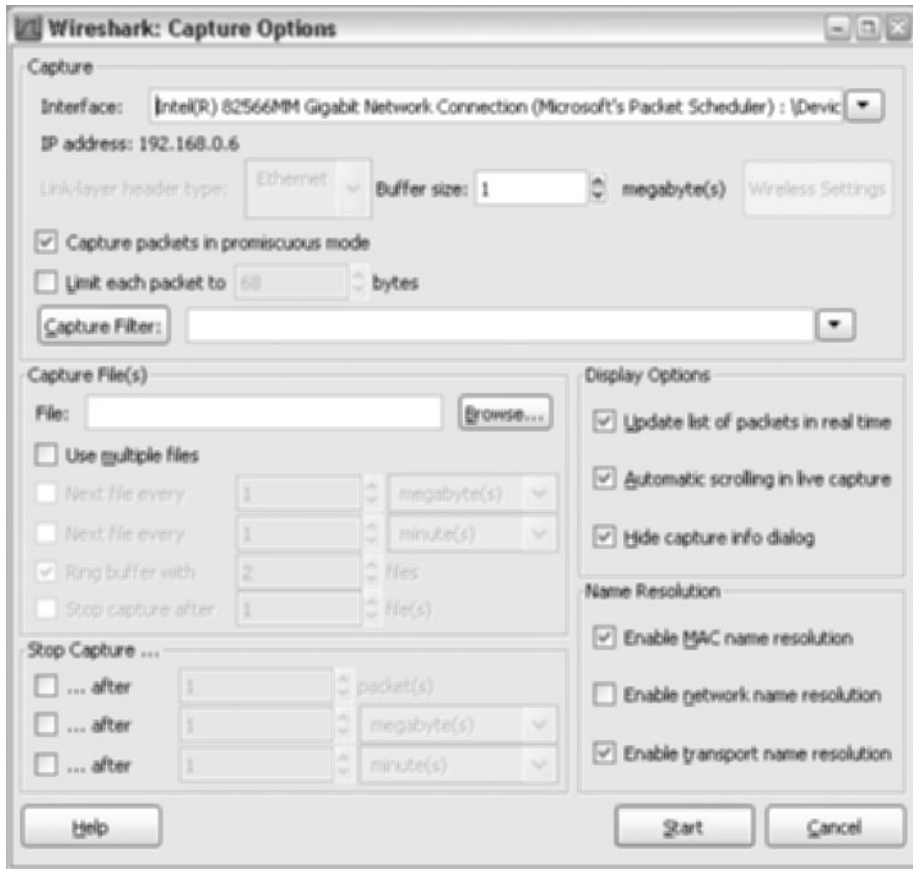 Wireshark: Capture Options
Capture
Interface: Intel(R) 82566MM Gigabit Network Connection (Microsoft's Packet Scheduler) : \Devic
IP address: 192.168.0.6
Link-layer header type: Ethernet Buffer size: 1 megabyte(s) Wireless Settings
Capture packets in promiscuous mode
Limit each packet to 68 bytes
Capture Filter:
Capture File(s)
File: Browse...
Use multiple files
Next file every 1 megabyte(s)
Next file every 1 minute(s)
Ring buffer with 2 files
Stop capture after 1 file(s)
Stop Capture ...
... after 1 packet(s)
... after 1 megabyte(s)
... after 1 minute(s)
Display Options
Update list of packets in real time
Automatic scrolling in live capture
Hide capture info dialog
Name Resolution
Enable MAC name resolution
Enable network name resolution
Enable transport name resolution
Help Start Cancel